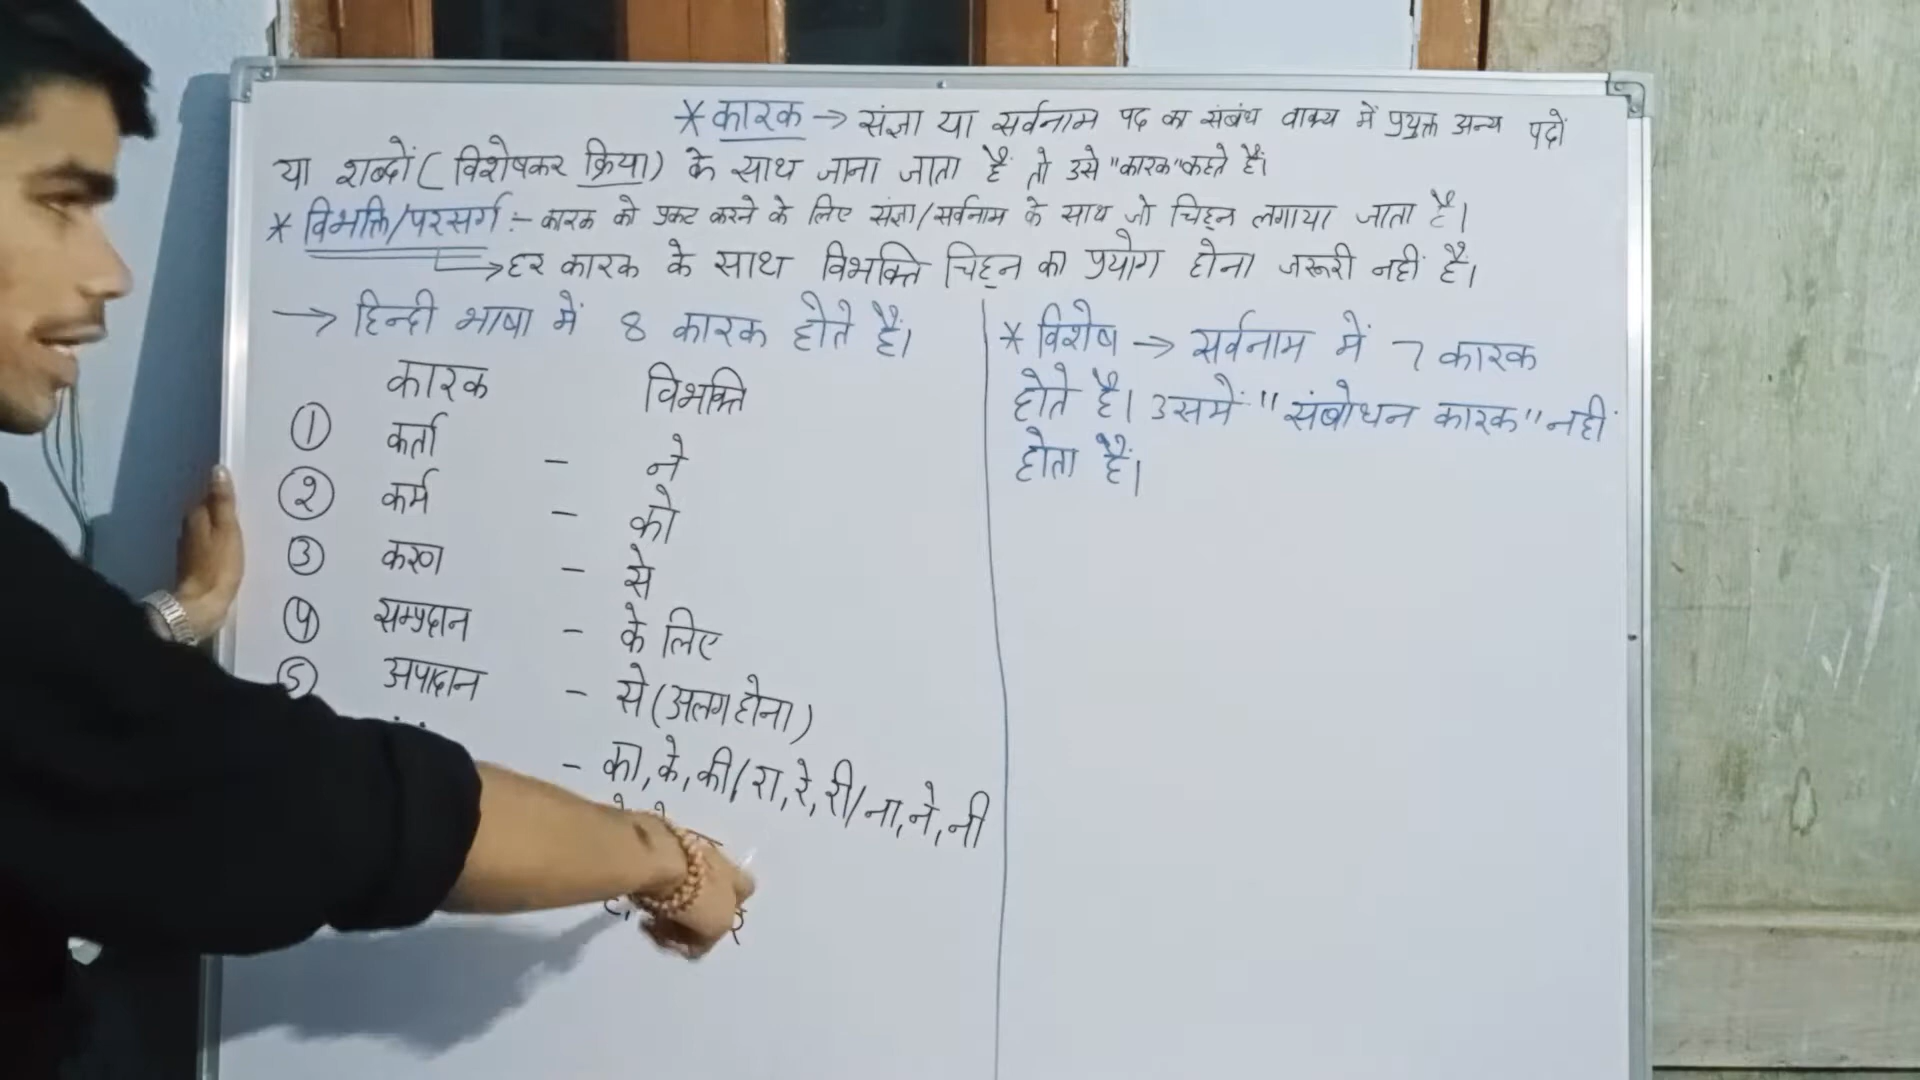 * कारक → संज्ञा या सर्वनाम पद का संबंध वाक्य में प्रयुक्त अन्य पदों
या शब्दों (विशेषकर क्रिया) के साथ जाना जाता है तो उसे "कारक" कहते हैं।
* विभक्ति/परसर्ग :- कारक को प्रकट करने के लिए संज्ञा/सर्वनाम के साथ जो चिह्न लगाया जाता है।
→ हर कारक के साथ विभक्ति चिह्न का प्रयोग होना जरूरी नहीं है।
→ हिन्दी भाषा में 8 कारक होते हैं।
कारक विभक्ति
① कर्ता - ने
② कर्म - को
③ करण - से
④ सम्प्रदान - के लिए
⑤ अपादान - से (अलग होना)
- का, के, की/रा, रे, री/ना, ने, नी
* विशेष → सर्वनाम में 7 कारक
होते है। उसमें "संबोधन कारक" नहीं
होता हैं।